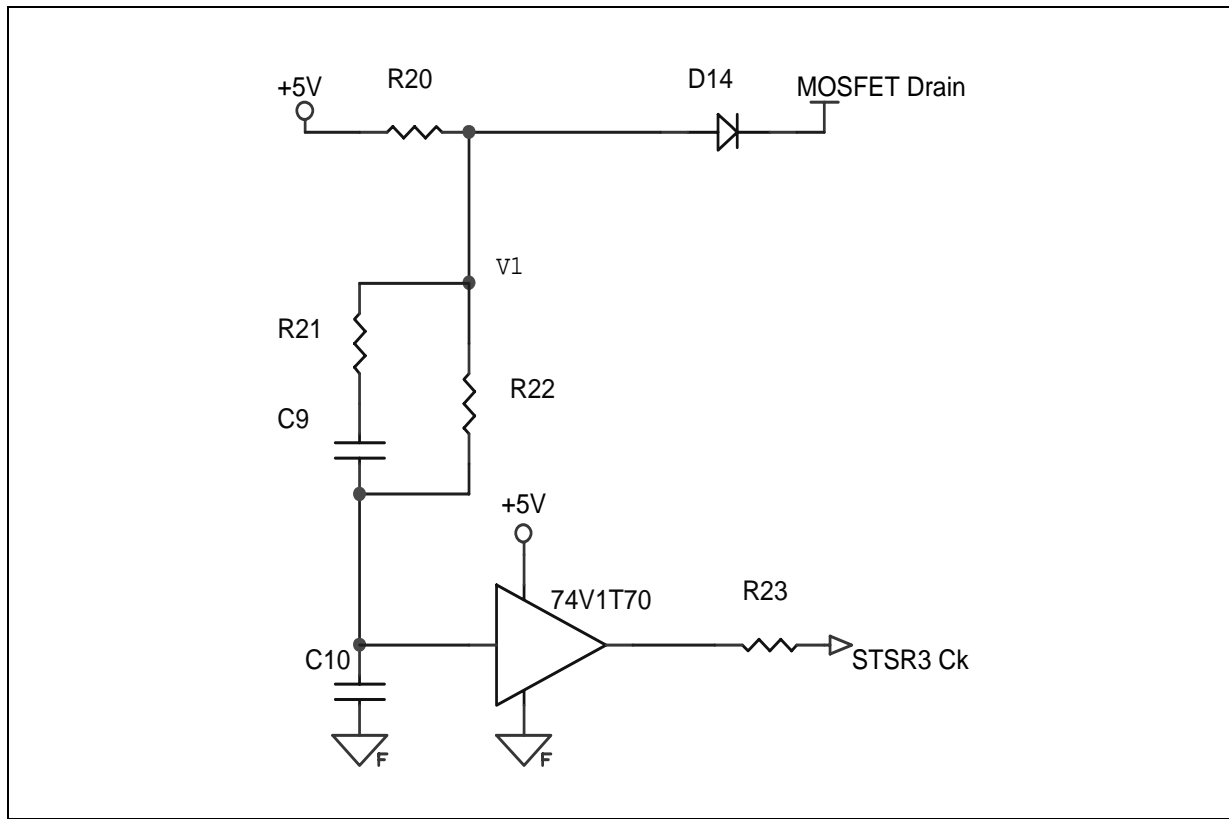 +5V
R20
D14
MOSFET Drain
V1
R21
R22
C9
+5V
74V1T70
R23
C10
STSR3 Ck
F
F